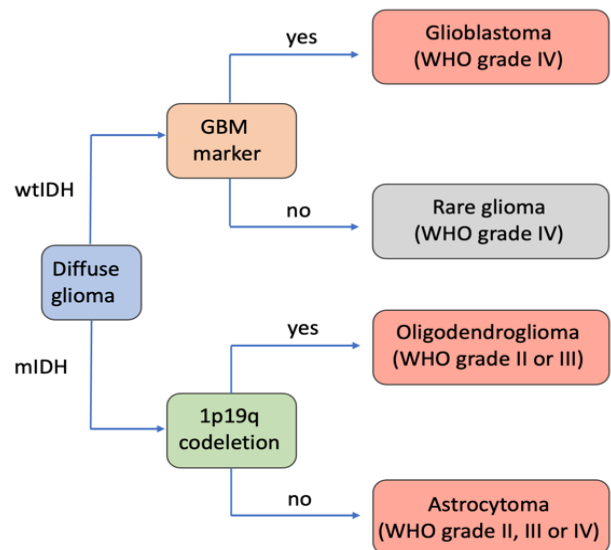 yes
Glioblastoma
(WHO grade IV)
GBM
marker
wtIDH
no
Rare glioma
(WHO grade IV)
Diffuse
glioma
yes
Oligodendroglioma
(WHO grade II or III)
mIDH
1p19q
codeletion
no
Astrocytoma
(WHO grade II, III or IV)